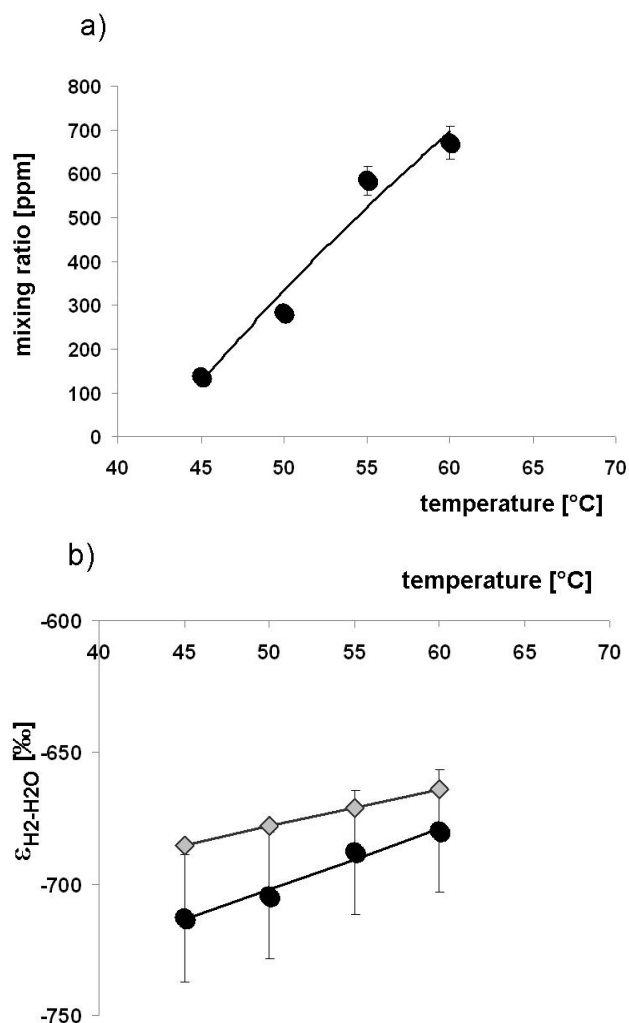 a)
mixing ratio [ppm]
800
700
600
500
400
300
200
100
0
40 45 50 55 60 65 70
temperature [°C]
b)
temperature [°C]
εH2-H2O [‰]
-600
40 45 50 55 60 65 70
-650
-700
-750